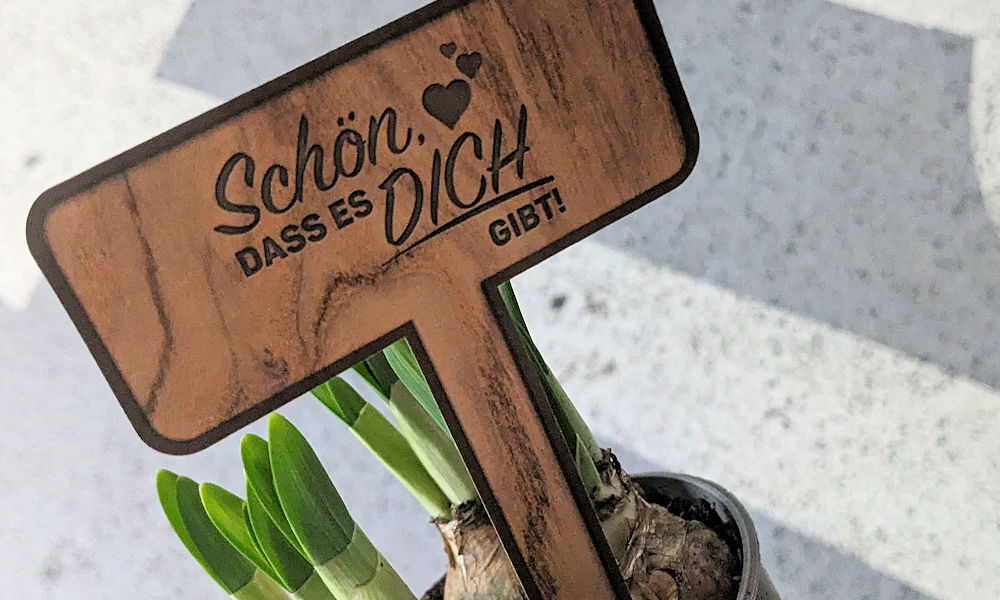 Schön,
DASS ES DICH
GIBT!